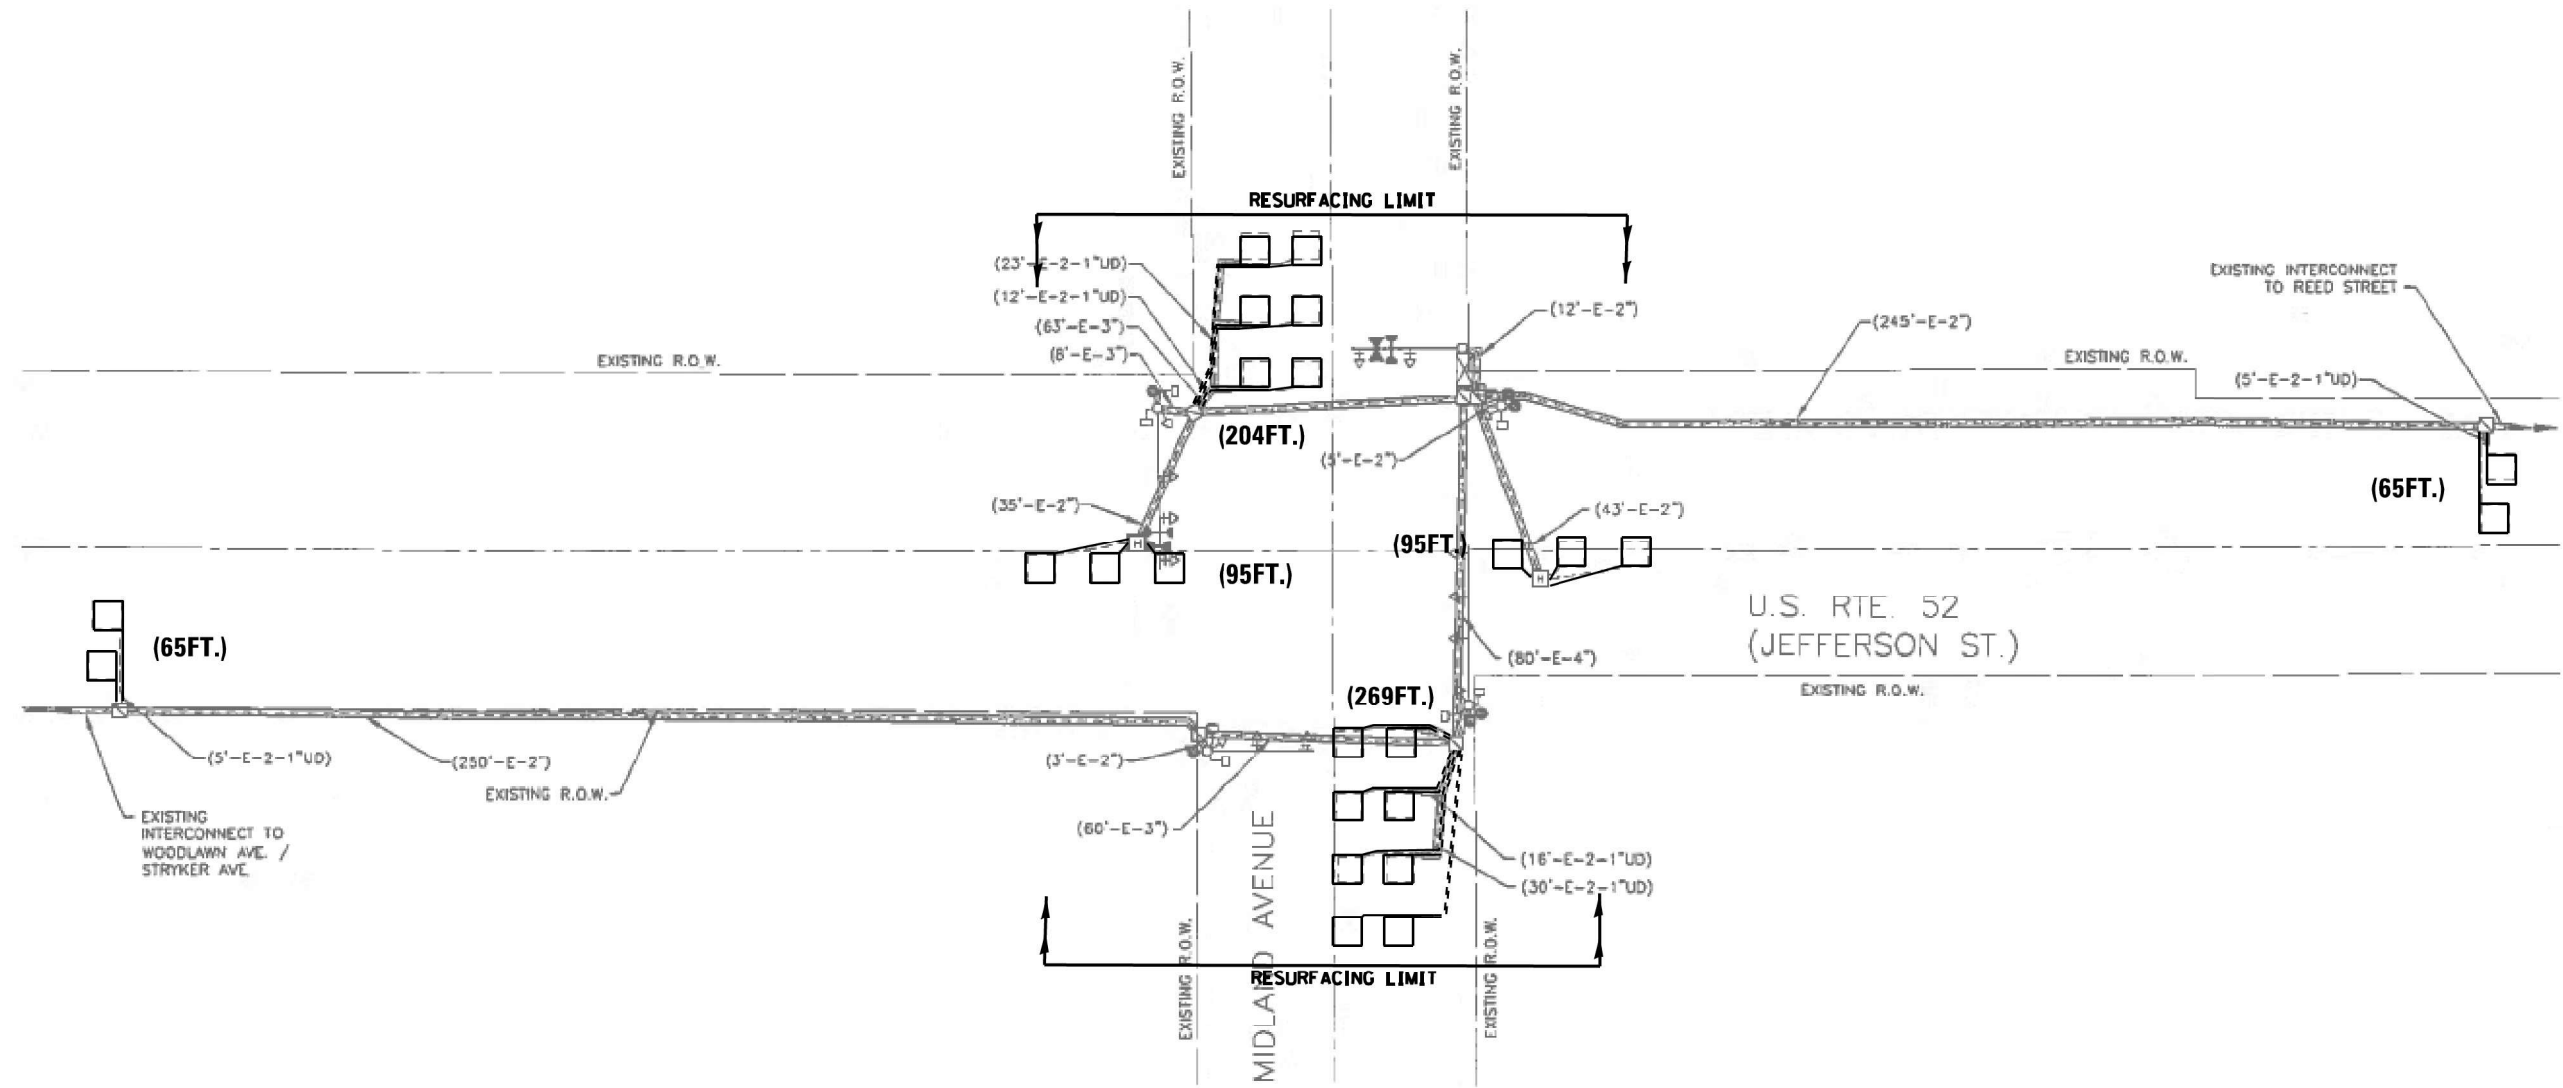 EXISTING R.O.W.
EXISTING R.O.W.
RESURFACING LIMIT
(23'-E-2-1"UD)
(12'-E-2-1"UD)
(63'-E-3")
(8'-E-3")
EXISTING R.O.W.
(12'-E-2")
(245'-E-2")
EXISTING INTERCONNECT
TO REED STREET
EXISTING R.O.W.
(5'-E-2-1"UD)
(204FT.)
(5'-E-2")
(35'-E-2")
H
(95FT.)
(95FT.)
(43'-E-2")
H
(65FT.)
U.S. RTE. 52
(JEFFERSON ST.)
(65FT.)
(80'-E-4")
EXISTING R.O.W.
(269FT.)
(5'-E-2-1"UD)
(250'-E-2")
EXISTING R.O.W.
(3'-E-2")
(60'-E-3")
EXISTING
INTERCONNECT TO
WOODLAWN AVE. /
STRYKER AVE.
(16'-E-2-1"UD)
(30'-E-2-1"UD)
MIDLAND AVENUE
EXISTING R.O.W.
EXISTING R.O.W.
RESURFACING LIMIT